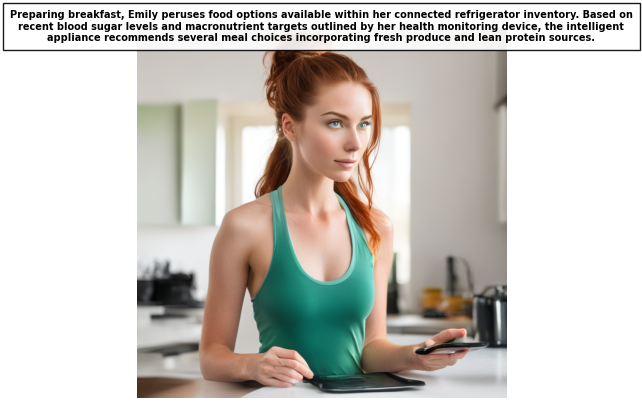 Preparing breakfast, Emily peruses food options available within her connected refrigerator inventory. Based on
recent blood sugar levels and macronutrient targets outlined by her health monitoring device, the intelligent
appliance recommends several meal choices incorporating fresh produce and lean protein sources.